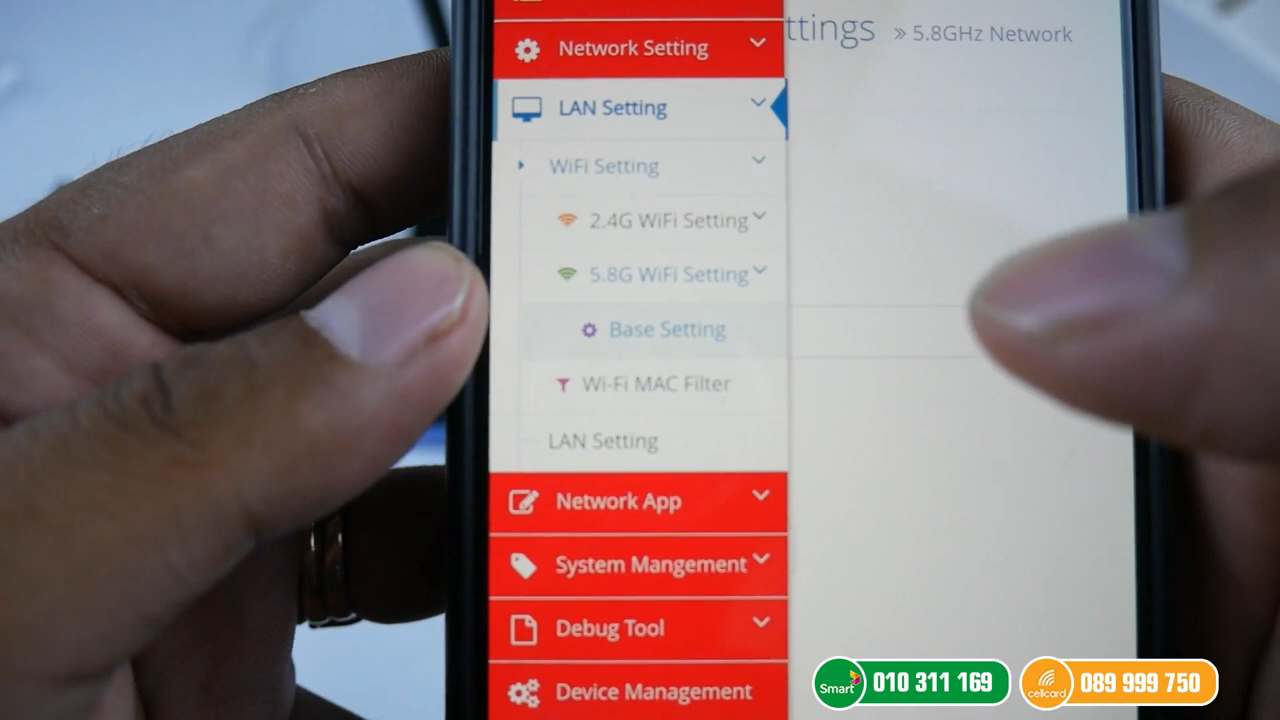 Network Setting
ttings » 5.8GHz Network
LAN Setting
WiFi Setting
2.4G WiFi Setting
5.8G WiFi Setting
Base Setting
Wi-Fi MAC Filter
LAN Setting
Network App
System Mangement
Debug Tool
Device Management
Smart 010 311 169
cellcard 089 999 750